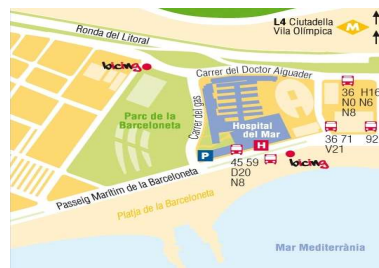 L4 Ciutadella
Vila Olímpica
M
Ronda del Litoral
bicing
Carrer del Doctor Aiguader
36 H16
N0 N6
N8
Parc de la
Barceloneta
Carrer del gas
Hospital
del Mar
H
P
36 71 92
V21
45 59
D20
N8
bicing
Passeig Marítim de la Barceloneta
Platja de la Barceloneta
Mar Mediterrània